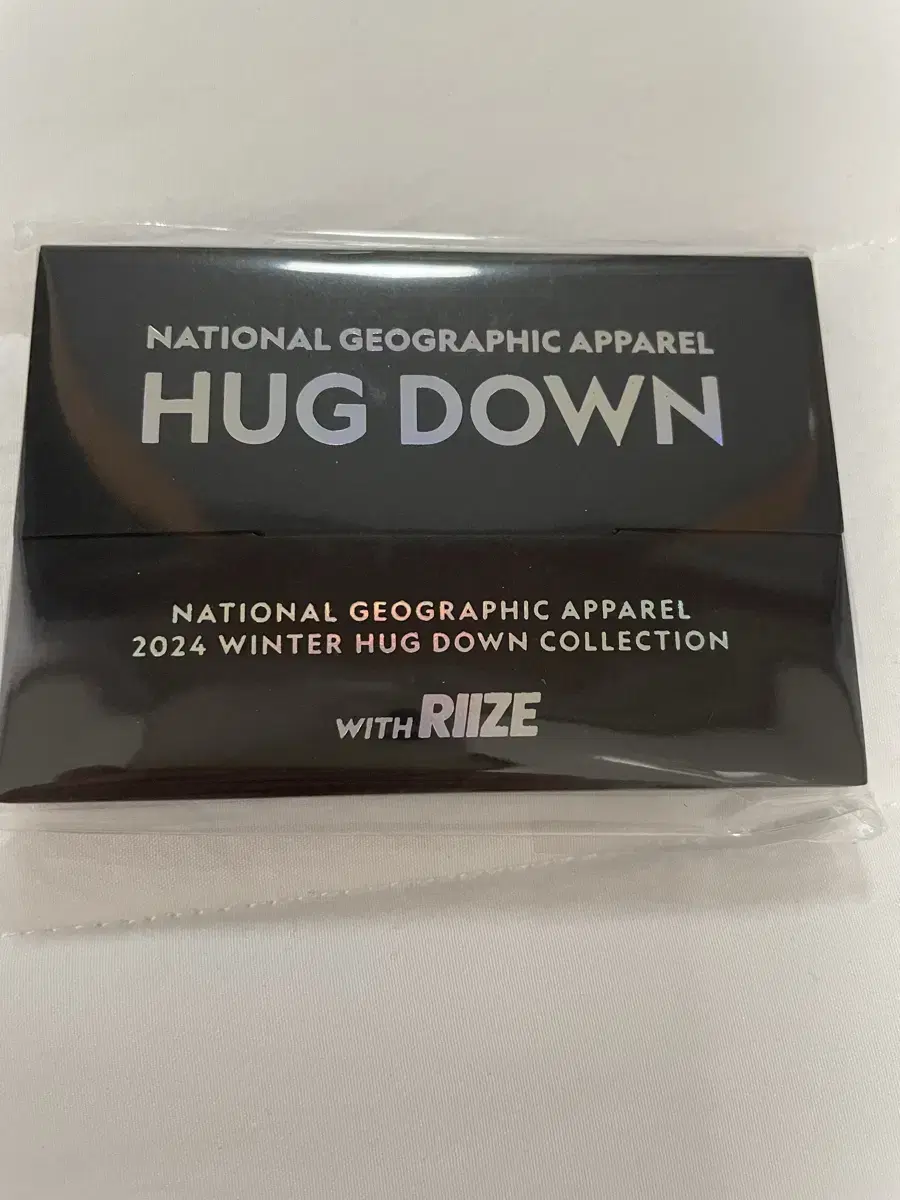 NATIONAL GEOGRAPHIC APPAREL
HUG DOWN
NATIONAL GEOGRAPHIC APPAREL
2024 WINTER HUG DOWN COLLECTION
WITH RIIZE